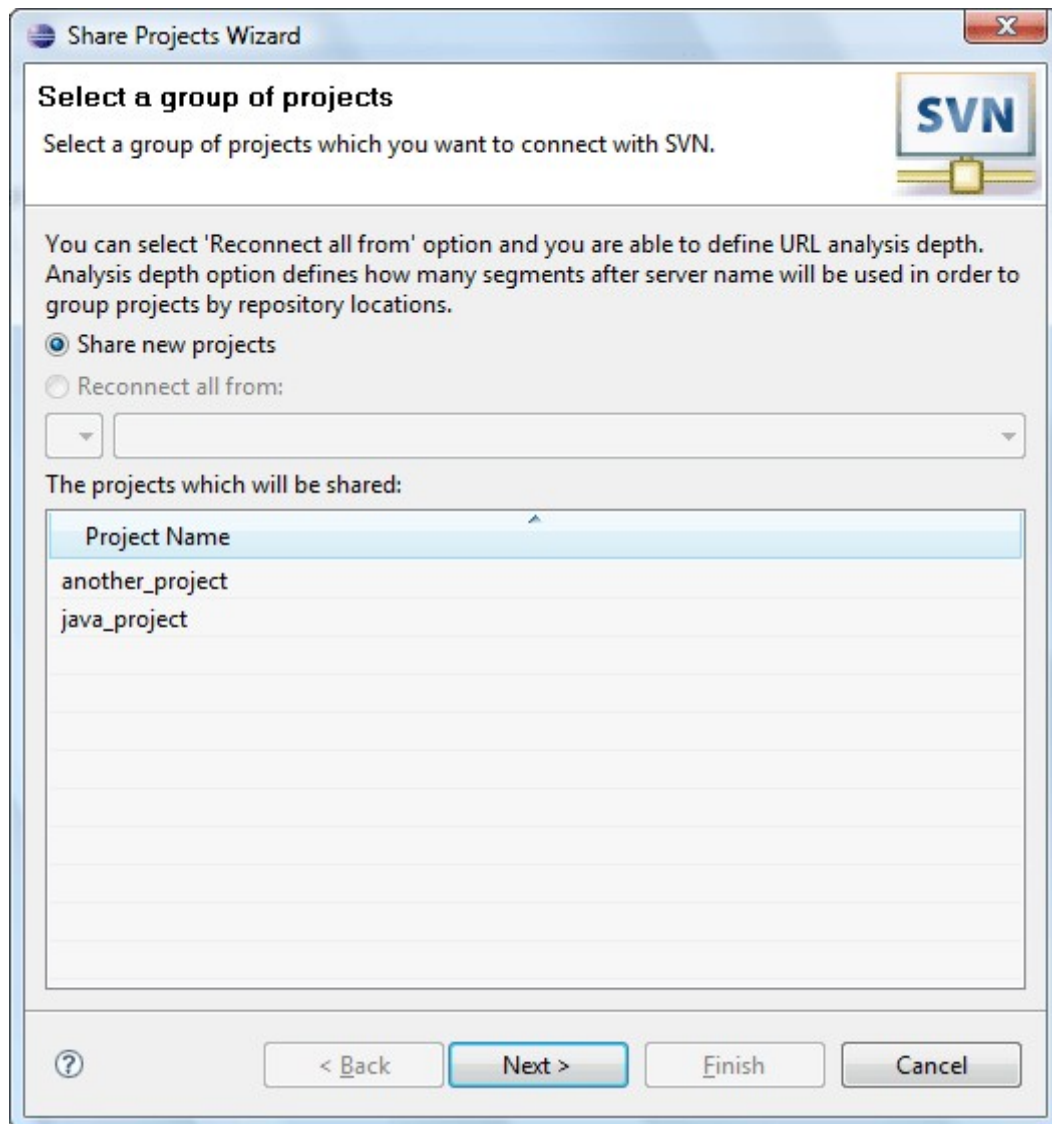 Share Projects Wizard
Select a group of projects
Select a group of projects which you want to connect with SVN.
SVN
You can select 'Reconnect all from' option and you are able to define URL analysis depth.
Analysis depth option defines how many segments after server name will be used in order to
group projects by repository locations.
Share new projects
Reconnect all from:
The projects which will be shared:
Project Name
another_project
java_project
< Back Next > Finish Cancel